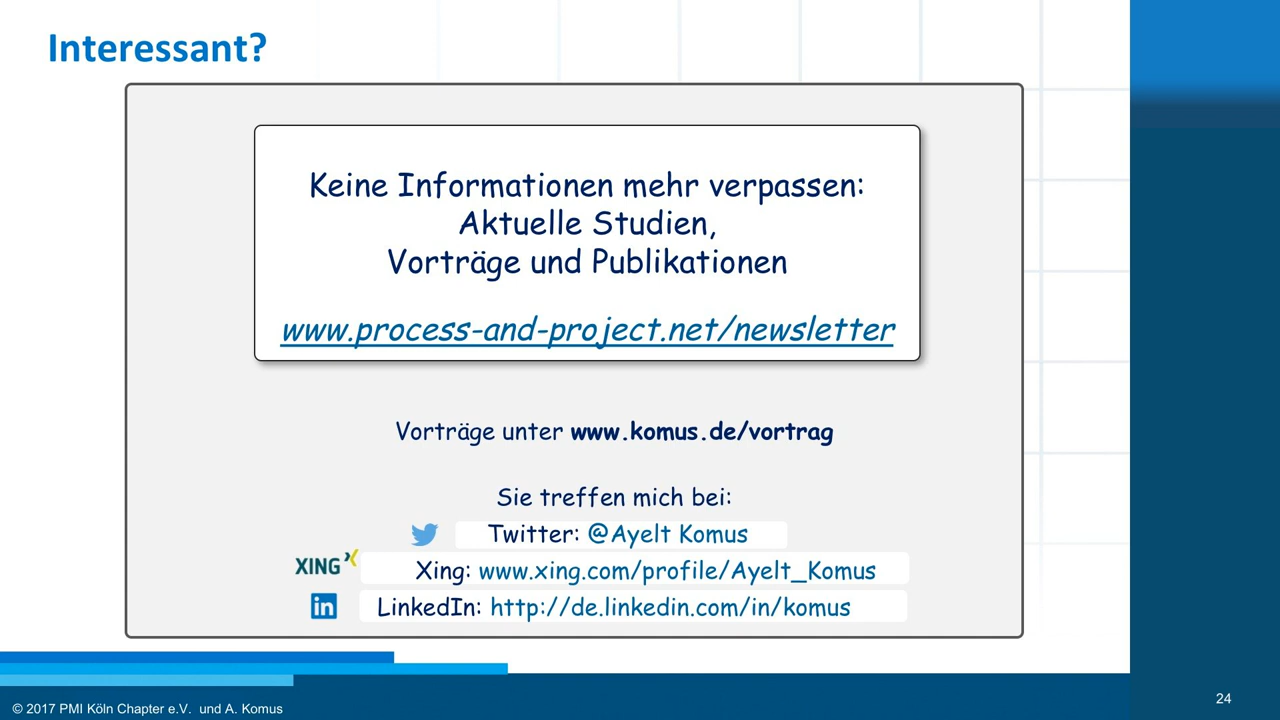 Interessant?
Keine Informationen mehr verpassen:
Aktuelle Studien,
Vorträge und Publikationen
www.process-and-project.net/newsletter
Vorträge unter www.komus.de/vortrag
Sie treffen mich bei:
Twitter: @Ayelt Komus
XING Xing: www.xing.com/profile/Ayelt_Komus
in LinkedIn: http://de.linkedin.com/in/komus
© 2017 PMI Köln Chapter e.V. und A. Komus
24